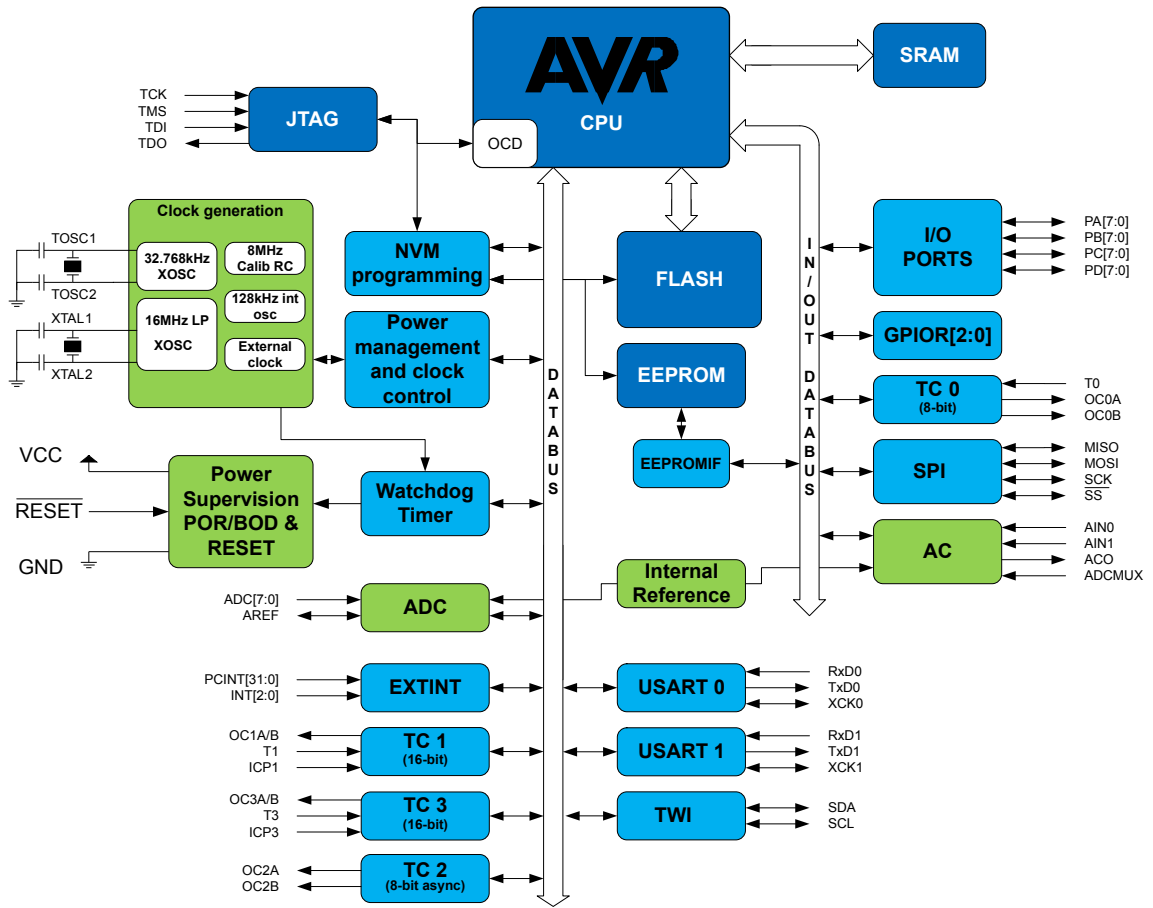 AVR
CPU
OCD
SRAM
TCK
TMS
TDI
TDO
JTAG
Clock generation
TOSC1
TOSC2
XTAL1
XTAL2
32.768kHz
XOSC
8MHz
Calib RC
16MHz LP
XOSC
128kHz int
osc
External
clock
NVM
programming
Power
management
and clock
control
FLASH
EEPROM
EEPROMIF
DATABUS
IN/OUT DATABUS
I/O
PORTS
PA[7:0]
PB[7:0]
PC[7:0]
PD[7:0]
GPIOR[2:0]
TC 0
(8-bit)
T0
OC0A
OC0B
SPI
MISO
MOSI
SCK
SS
AC
AIN0
AIN1
ACO
ADCMUX
VCC
RESET
GND
Power
Supervision
POR/BOD &
RESET
Watchdog
Timer
Internal
Reference
ADC[7:0]
AREF
ADC
PCINT[31:0]
INT[2:0]
EXTINT
USART 0
RxD0
TxD0
XCK0
OC1A/B
T1
ICP1
TC 1
(16-bit)
USART 1
RxD1
TxD1
XCK1
OC3A/B
T3
ICP3
TC 3
(16-bit)
TWI
SDA
SCL
OC2A
OC2B
TC 2
(8-bit async)